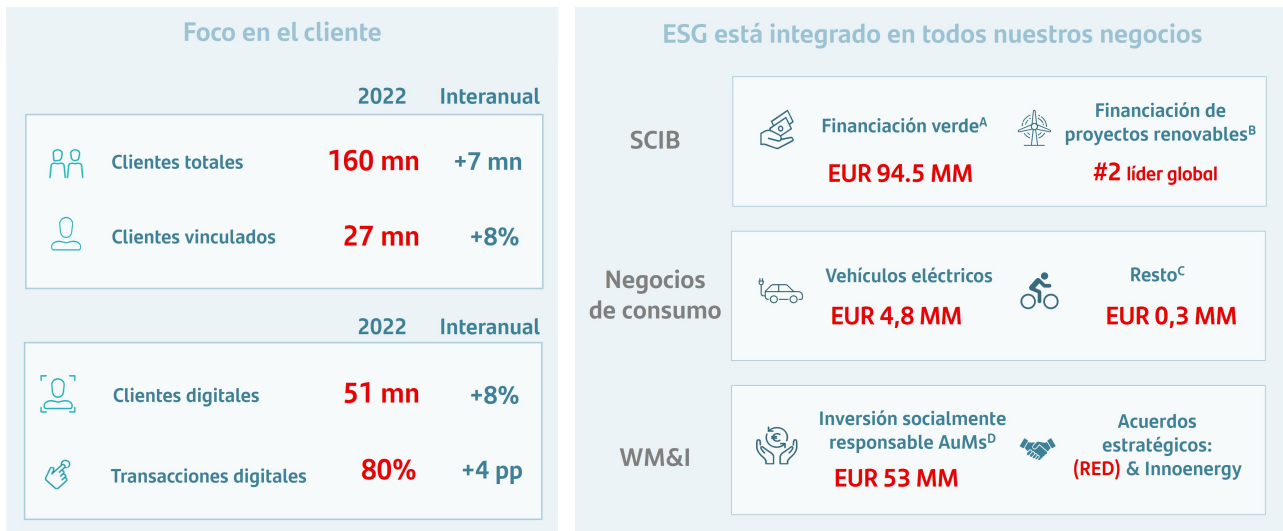 Foco en el cliente
2022 Interanual
Clientes totales 160 mn +7 mn
Clientes vinculados 27 mn +8%
2022 Interanual
Clientes digitales 51 mn +8%
Transacciones digitales 80% +4 pp
ESG está integrado en todos nuestros negocios
SCIB
Financiación verdeA
EUR 94.5 MM
Financiación de
proyectos renovablesB
#2 líder global
Negocios
de consumo
Vehículos eléctricos
EUR 4,8 MM
RestoC
EUR 0,3 MM
WM&I
Inversión socialmente
responsable AuMsD
EUR 53 MM
Acuerdos
estratégicos:
(RED) & Innoenergy